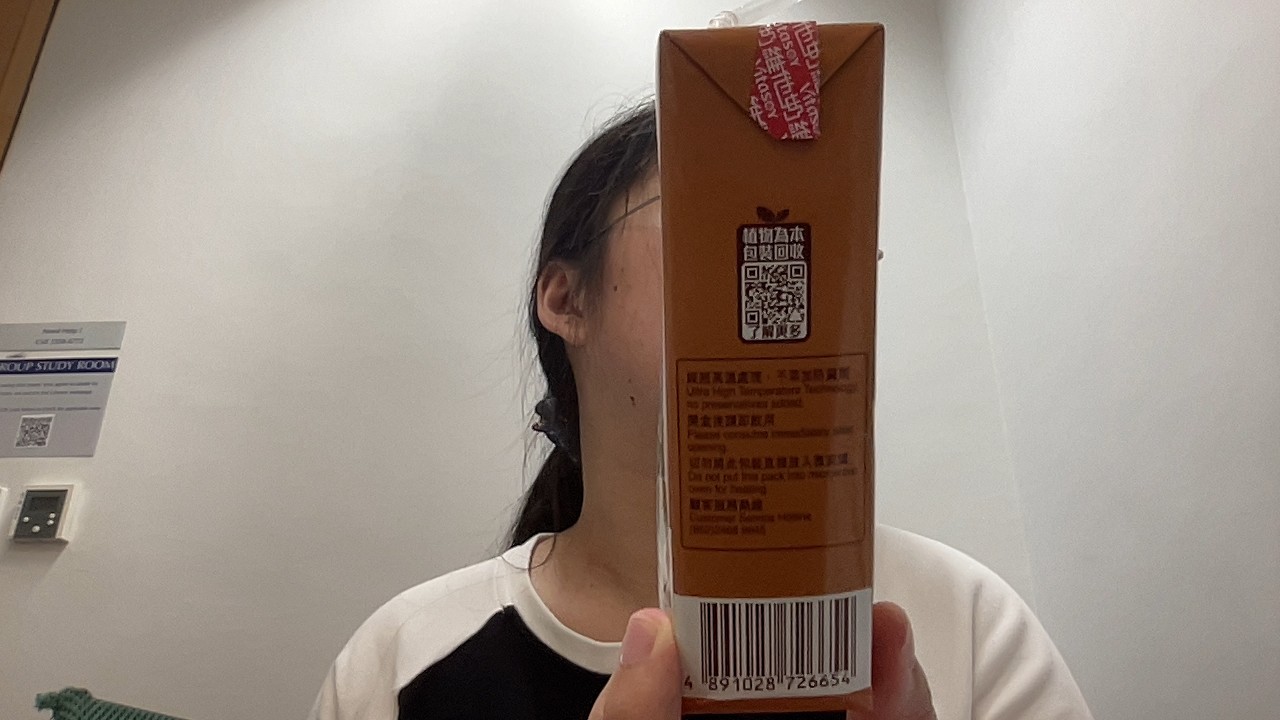 維他奶
Vitasoy
植物為本
包裝回收
了解更多
經超高溫處理,不需加防腐劑
Ultra High Temperature Technology
no preservatives added
開盒後請即飲用
Please consume immediately after
opening
切勿將此包裝直接放入微波爐
Do not put this pack into microwave
oven for heating
顧客服務熱線
Customer Service Hotline
4 891028 726654
GROUP STUDY ROOM